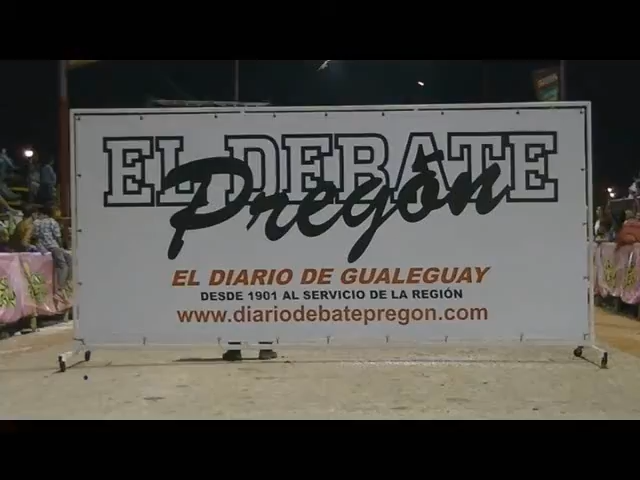 EL DEBATE
Pregón
EL DIARIO DE GUALEGUAY
DESDE 1901 AL SERVICIO DE LA REGIÓN
www.diariodebatepregon.com